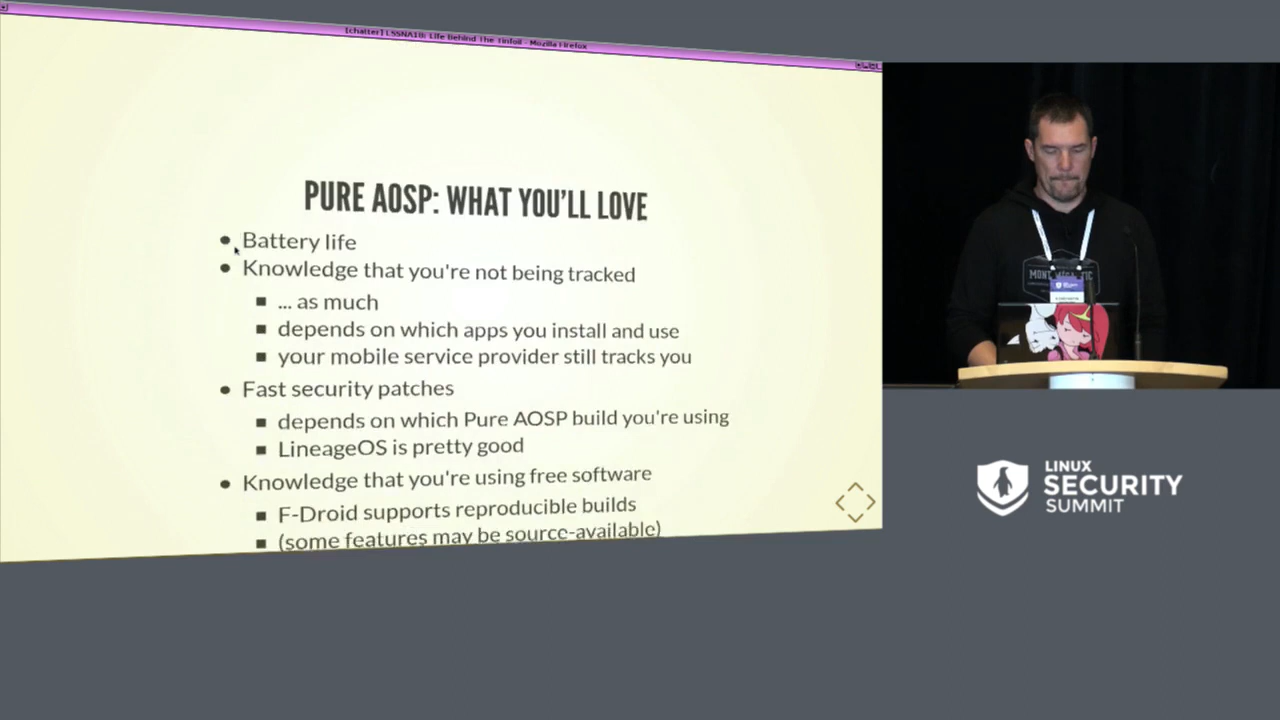 [chatter] LSSNA18: Life Behind The Tinfoil - Mozilla Firefox
PURE AOSP: WHAT YOU'LL LOVE
Battery life
Knowledge that you're not being tracked
... as much
depends on which apps you install and use
your mobile service provider still tracks you
Fast security patches
depends on which Pure AOSP build you're using
LineageOS is pretty good
Knowledge that you're using free software
F-Droid supports reproducible builds
(some features may be source-available)
LINUX
SECURITY
SUMMIT